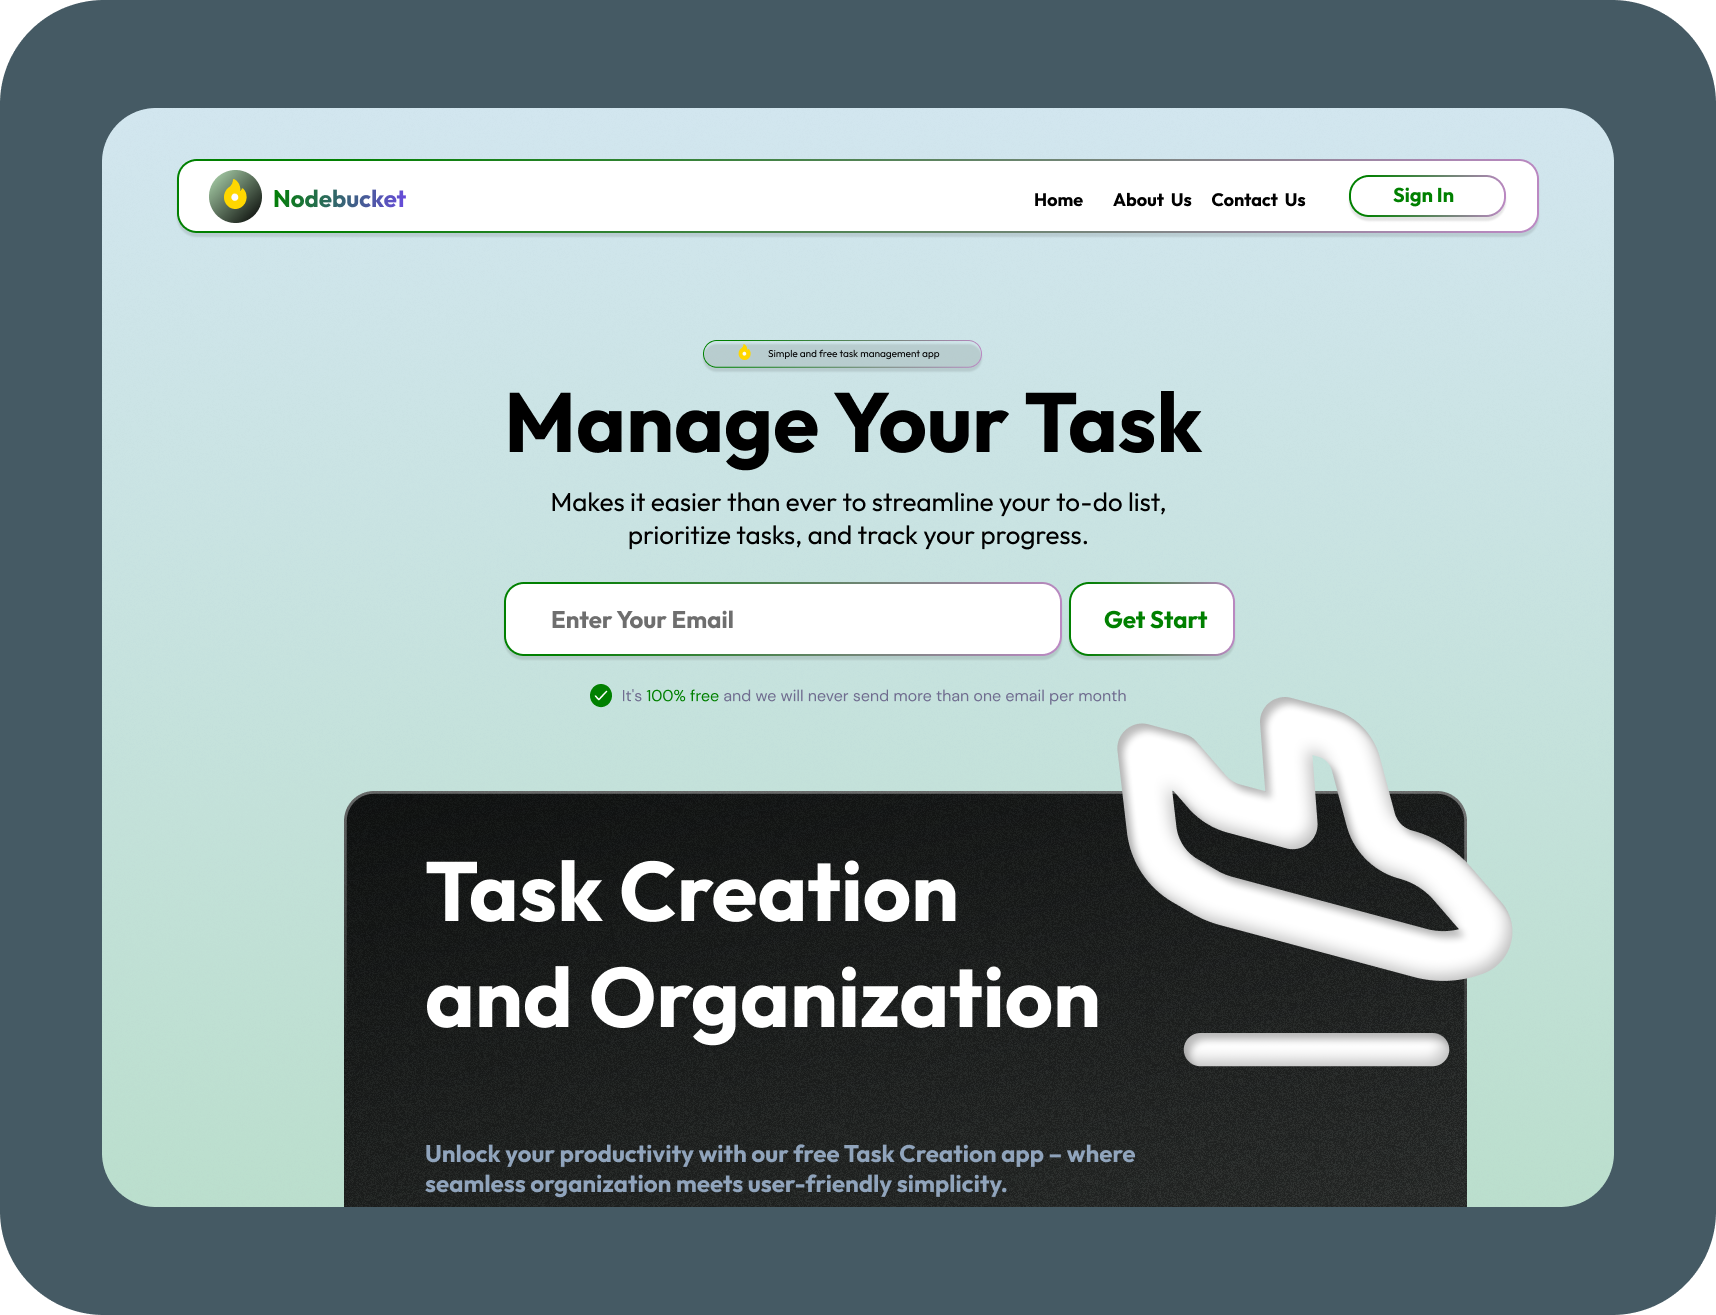 Nodebucket
Home About Us Contact Us Sign In
Simple and free task management app
Manage Your Task
Makes it easier than ever to streamline your to-do list,
prioritize tasks, and track your progress.
Enter Your Email Get Start
It's 100% free and we will never send more than one email per month
Task Creation
and Organization
Unlock your productivity with our free Task Creation app – where
seamless organization meets user-friendly simplicity.